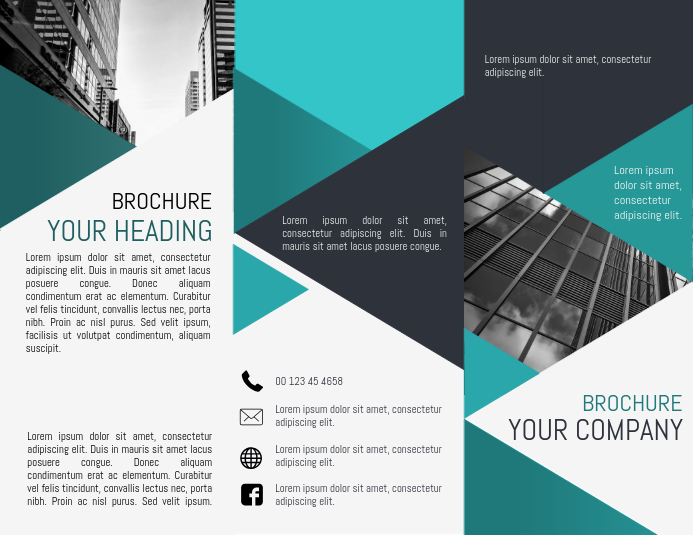 BROCHURE
YOUR HEADING
Lorem ipsum dolor sit amet, consectetur
adipiscing elit. Duis in mauris sit amet lacus
posuere congue. Donec aliquam
condimentum erat ac elementum. Curabitur
vel felis tincidunt, convallis lectus nec, porta
nibh. Proin ac nisl purus. Sed velit ipsum,
facilisis ut volutpat condimentum, aliquam
suscipit.
Lorem ipsum dolor sit amet, consectetur
adipiscing elit. Duis in mauris sit amet lacus
posuere congue. Donec aliquam
condimentum erat ac elementum. Curabitur
vel felis tincidunt, convallis lectus nec, porta
nibh. Proin ac nisl purus. Sed velit ipsum.
Lorem ipsum dolor sit amet,
consectetur adipiscing elit. Duis in
mauris sit amet lacus posuere congue.
00 123 45 4658
Lorem ipsum dolor sit amet, consectetur
adipiscing elit.
Lorem ipsum dolor sit amet, consectetur
adipiscing elit.
Lorem ipsum dolor sit amet, consectetur
adipiscing elit.
Lorem ipsum dolor sit amet, consectetur
adipiscing elit.
Lorem ipsum
dolor sit amet,
consectetur
adipiscing elit.
BROCHURE
YOUR COMPANY